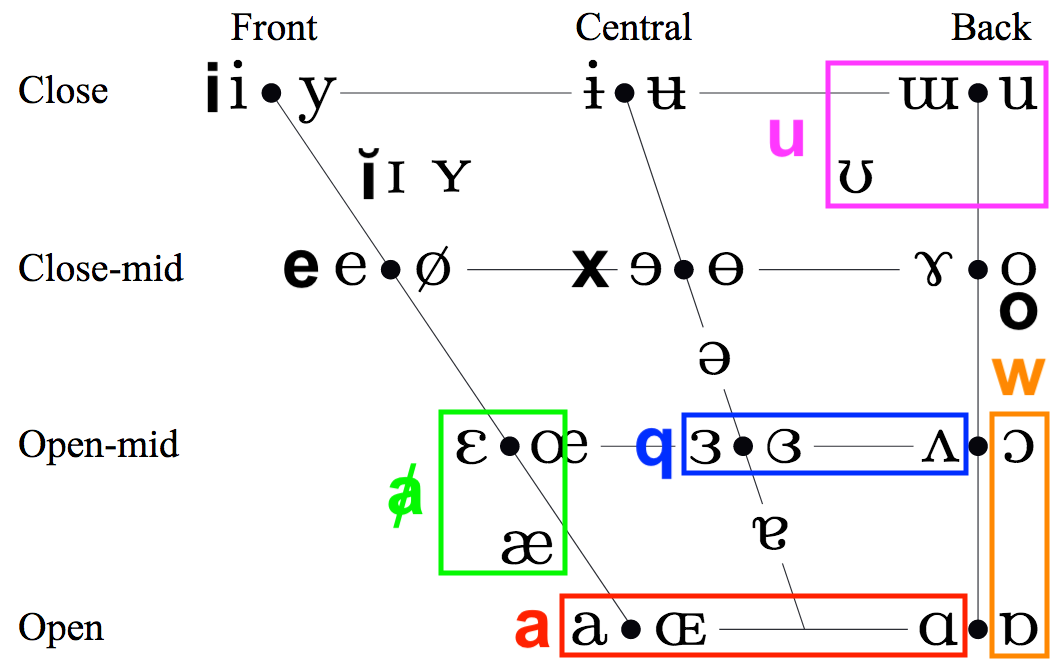 Front Central Back
Close i i y ɨ ʉ ɯ u
u
ĭ ɪ ʏ ʊ
Close-mid e e ø x ɘ ɵ ɤ o
o
ə
w
Open-mid ɛ œ q ɜ ɞ ʌ ɔ
a̸
æ ɐ
Open a a ɶ ɑ ɒ